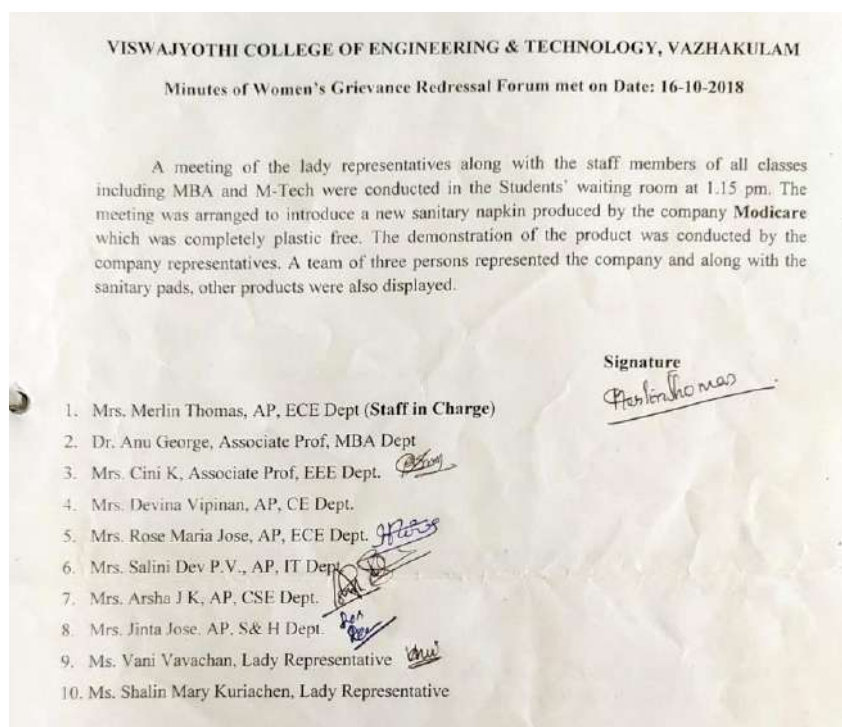 VISWAJYOTHI COLLEGE OF ENGINEERING & TECHNOLOGY, VAZHAKULAM
Minutes of Women's Grievance Redressal Forum met on Date: 16-10-2018
A meeting of the lady representatives along with the staff members of all classes
including MBA and M-Tech were conducted in the Students' waiting room at 1.15 pm. The
meeting was arranged to introduce a new sanitary napkin produced by the company Modicare
which was completely plastic free. The demonstration of the product was conducted by the
company representatives. A team of three persons represented the company and along with the
sanitary pads, other products were also displayed.
Signature
Merlin Thomas
1. Mrs. Merlin Thomas, AP, ECE Dept (Staff in Charge)
2. Dr. Anu George, Associate Prof, MBA Dept
3. Mrs. Cini K, Associate Prof, EEE Dept.
4. Mrs. Devina Vipinan, AP, CE Dept.
5. Mrs. Rose Maria Jose, AP, ECE Dept.
6. Mrs. Salini Dev P.V., AP, IT Dept
7. Mrs. Arsha J K, AP, CSE Dept.
8. Mrs. Jinta Jose. AP. S& H Dept.
9. Ms. Vani Vavachan, Lady Representative
10. Ms. Shalin Mary Kuriachen, Lady Representative